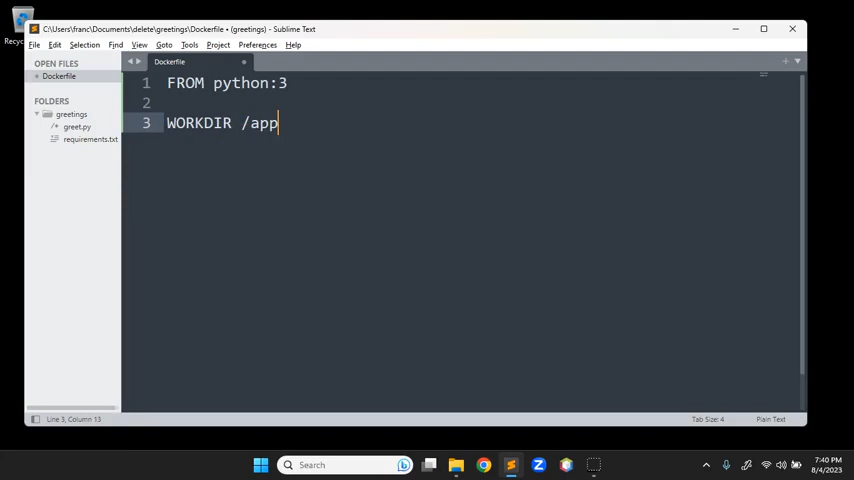 Recyc
C:\Users\franc\Documents\delete\greetings\Dockerfile • (greetings) - Sublime Text
File Edit Selection Find View Goto Tools Project Preferences Help
OPEN FILES
Dockerfile
FOLDERS
greetings
greet.py
requirements.txt
Dockerfile
1 FROM python:3
2
3 WORKDIR /app
Line 3, Column 13
Tab Size: 4
Plain Text
Search
7:40 PM
8/4/2023